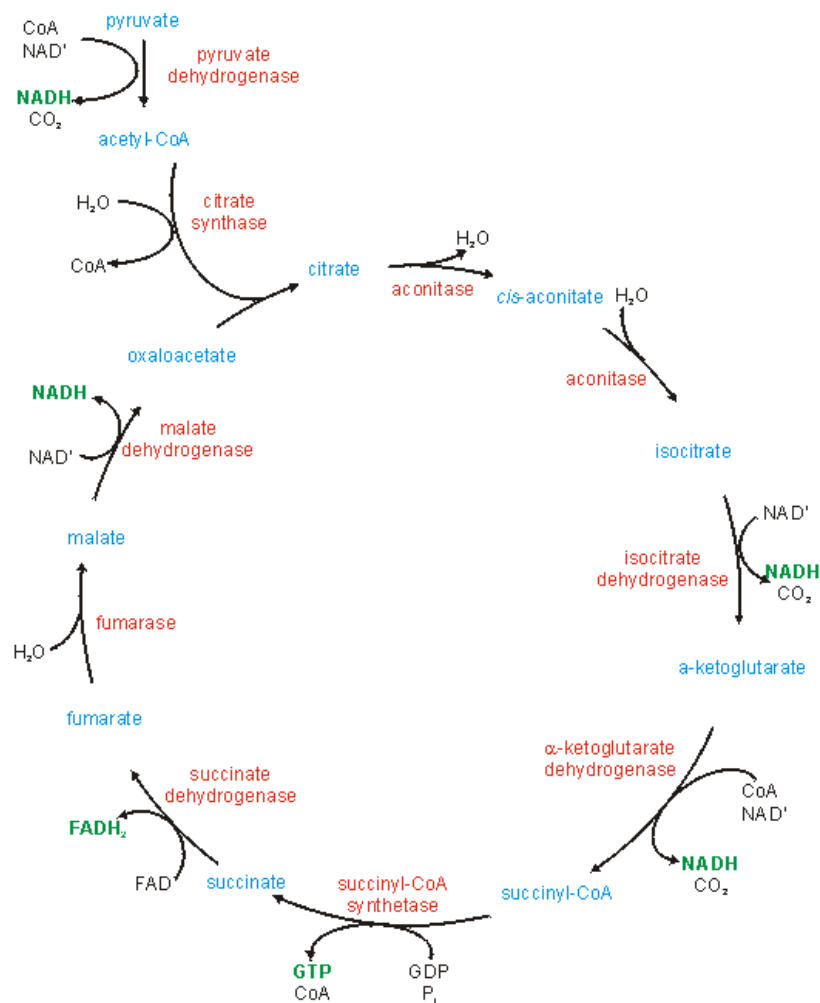 pyruvate
CoA
NAD'
pyruvate
dehydrogenase
NADH
CO₂
acetyl-CoA
H₂O
citrate
synthase
CoA
citrate
H₂O
aconitase
cis-aconitate
H₂O
aconitase
oxaloacetate
NADH
malate
dehydrogenase
NAD'
isocitrate
NAD'
isocitrate
dehydrogenase
NADH
CO₂
malate
fumarase
H₂O
a-ketoglutarate
fumarate
α-ketoglutarate
dehydrogenase
CoA
NAD'
NADH
CO₂
succinate
dehydrogenase
FADH₂
FAD
succinate
succinyl-CoA
synthetase
succinyl-CoA
GTP
CoA
GDP
Pᵢ